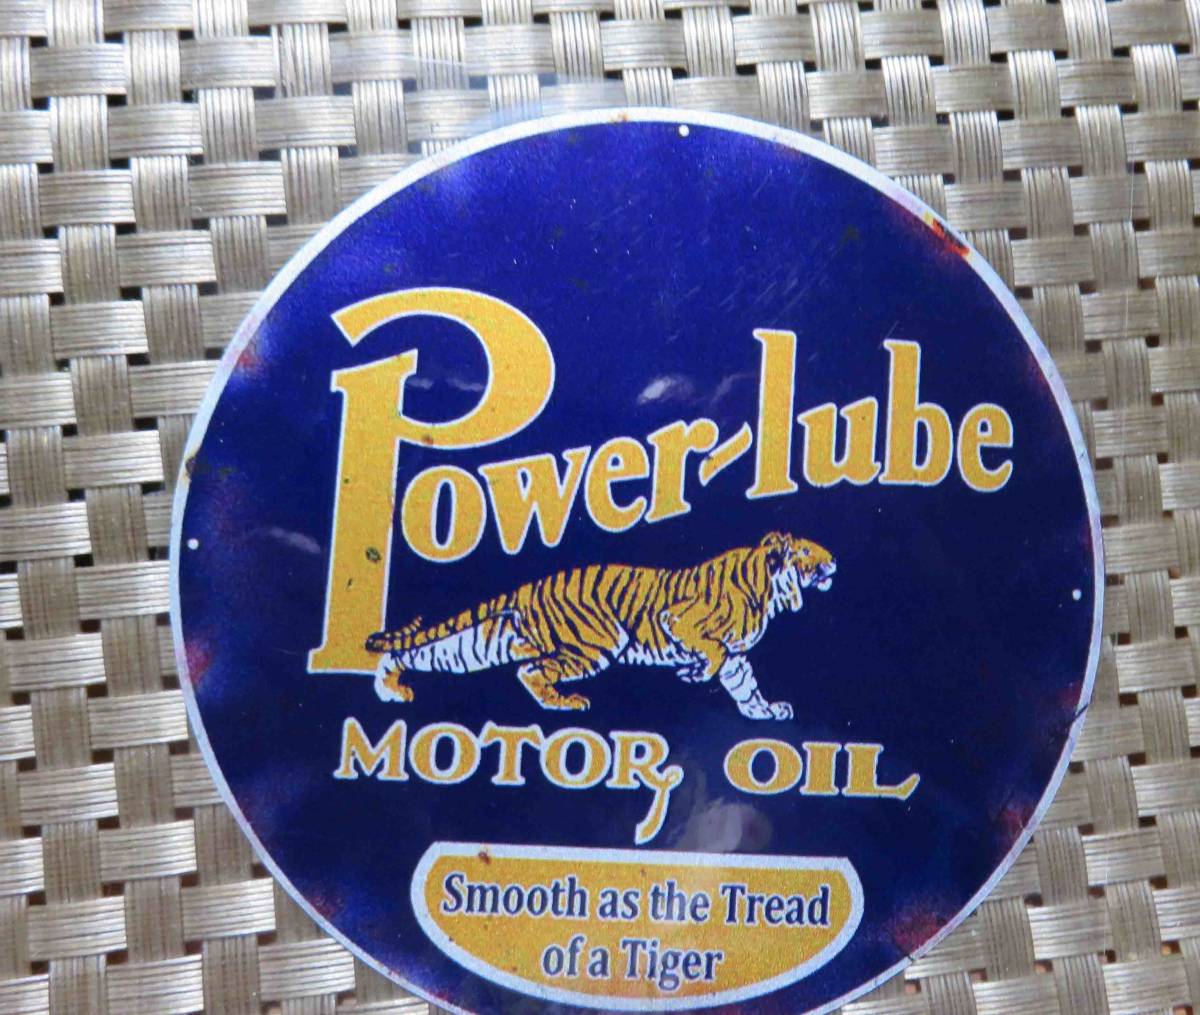 Power-lube
MOTOR OIL
Smooth as the Tread
of a Tiger